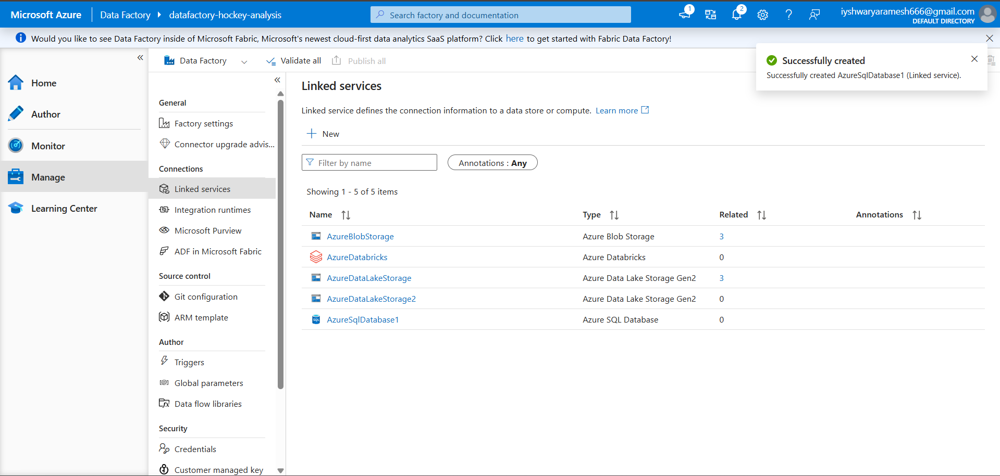 Microsoft Azure Data Factory datafactory-hockey-analysis Search factory and documentation 1 2 iyshwaryaramesh666@gmail.com
DEFAULT DIRECTORY
Would you like to see Data Factory inside of Microsoft Fabric, Microsoft's newest cloud-first data analytics SaaS platform? Click here to get started with Fabric Data Factory!
Home
Author
Monitor
Manage
Learning Center
Data Factory Validate all Publish all
General
Factory settings
Connector upgrade advis...
Connections
Linked services
Integration runtimes
Microsoft Purview
ADF in Microsoft Fabric
Source control
Git configuration
ARM template
Author
Triggers
Global parameters
Data flow libraries
Security
Credentials
Customer managed key
Successfully created
Successfully created AzureSqlDatabase1 (Linked service).
Linked services
Linked service defines the connection information to a data store or compute. Learn more
New
Filter by name Annotations : Any
Showing 1 - 5 of 5 items
Name Type Related Annotations
AzureBlobStorage Azure Blob Storage 3
AzureDatabricks Azure Databricks 0
AzureDataLakeStorage Azure Data Lake Storage Gen2 3
AzureDataLakeStorage2 Azure Data Lake Storage Gen2 0
SQL AzureSqlDatabase1 Azure SQL Database 0